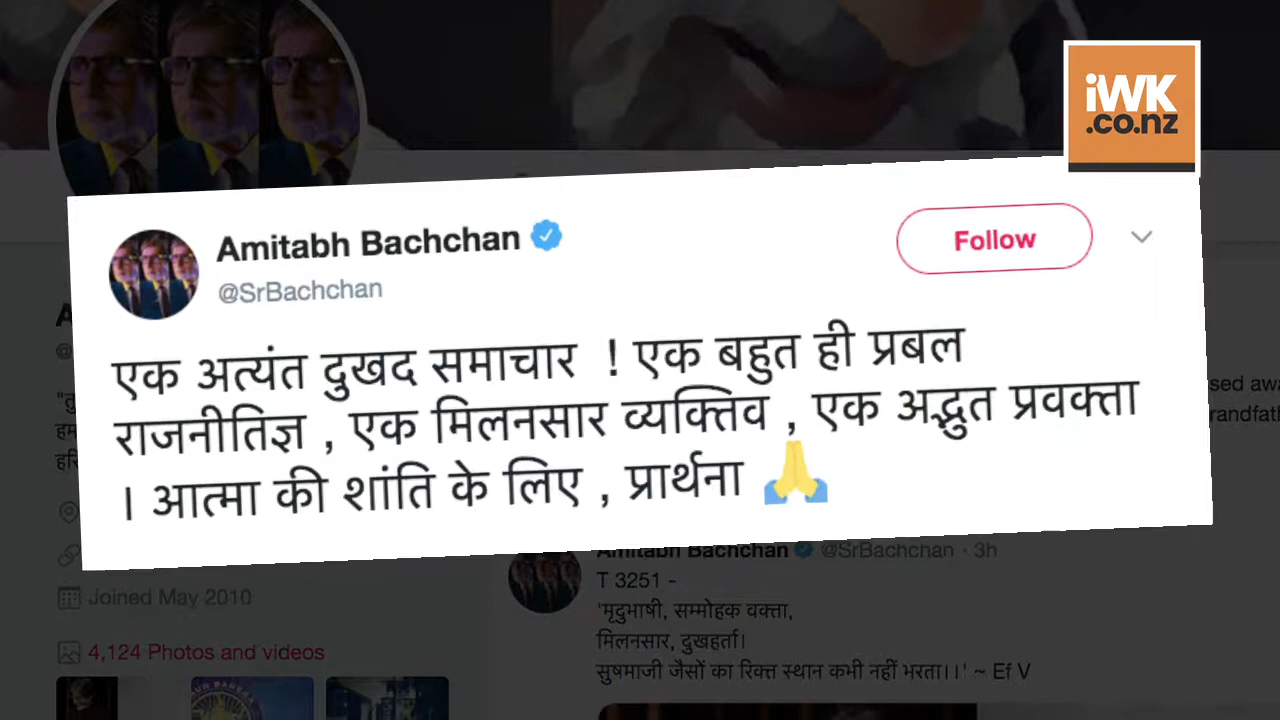 iWK
.co.nz
Amitabh Bachchan
Follow
@SrBachchan
एक अत्यंत दुखद समाचार ! एक बहुत ही प्रबल
राजनीतिज्ञ , एक मिलनसार व्यक्तिव , एक अद्भुत प्रवक्ता
। आत्मा की शांति के लिए , प्रार्थना 🙏
Joined May 2010
4,124 Photos and videos
Amitabh Bachchan @SrBachchan · 3h
T 3251 -
'मृदुभाषी, सम्मोहक वक्ता,
मिलनसार, दुखहर्ता।
सुषमाजी जैसों का रिक्त स्थान कभी नहीं भरता।।' ~ Ef V